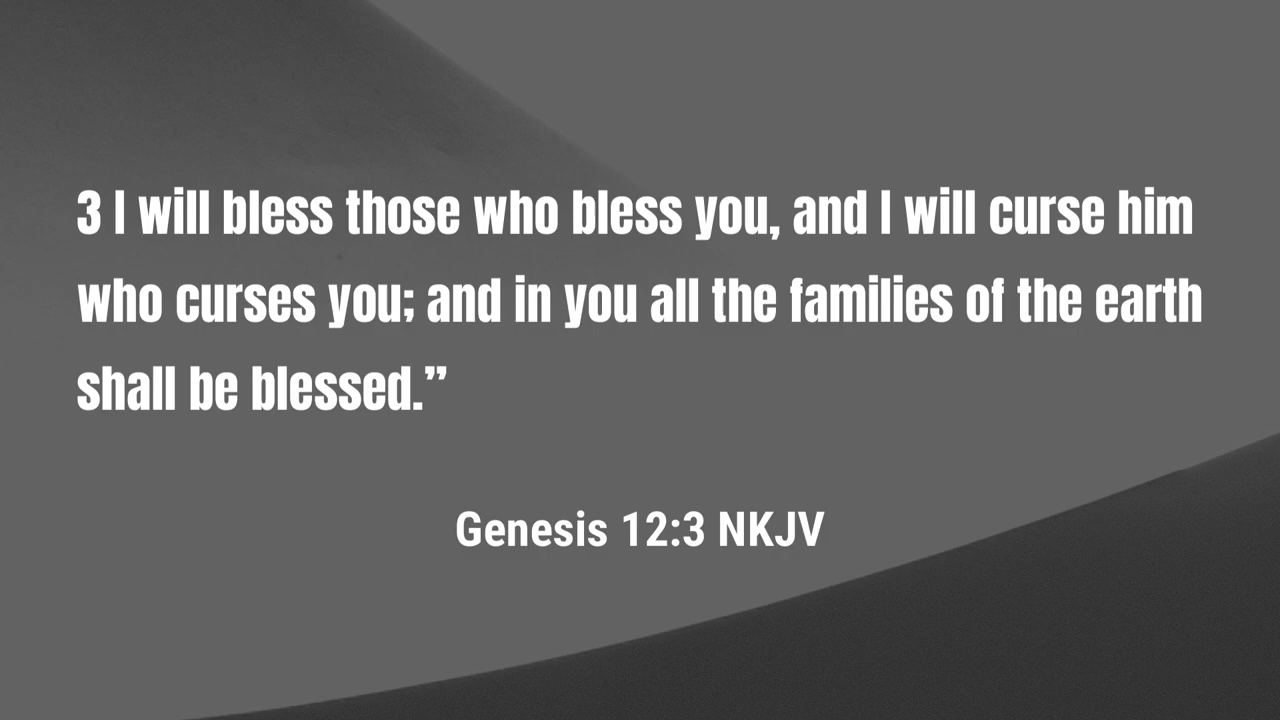 3 I will bless those who bless you, and I will curse him
who curses you; and in you all the families of the earth
shall be blessed.”
Genesis 12:3 NKJV